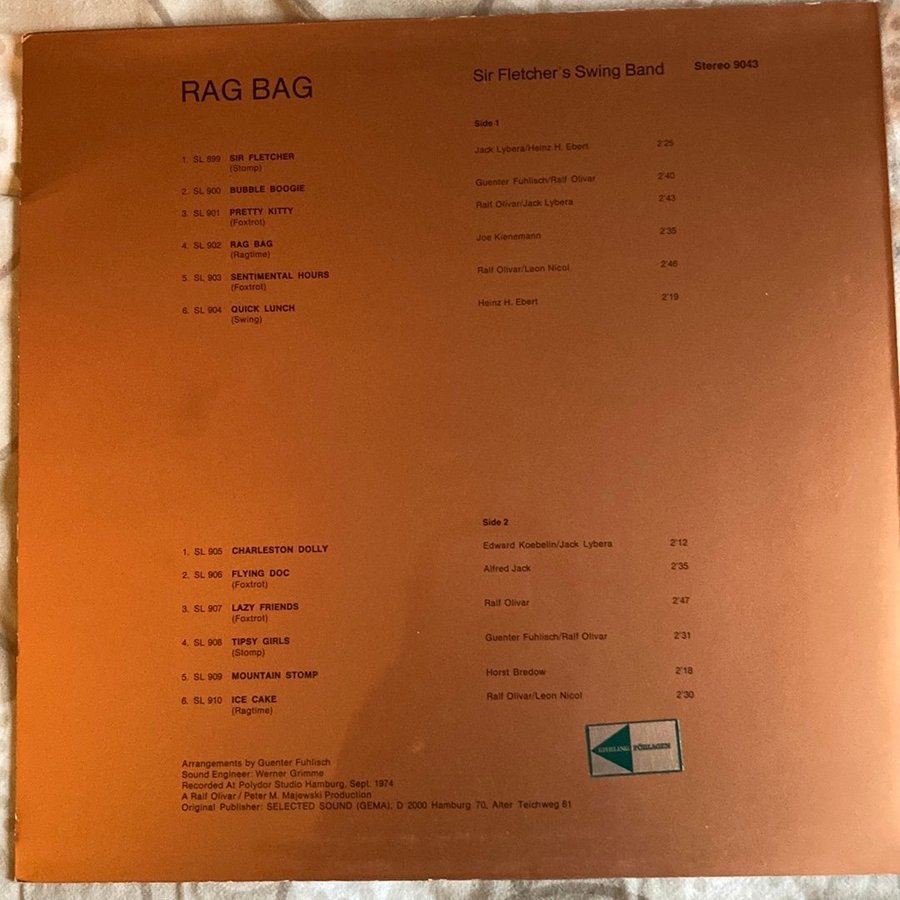 RAG BAG
Sir Fletcher's Swing Band
Stereo 9043
Side 1
1. SL 899 SIR FLETCHER Jack Lybera/Heinz H. Ebert 2'25
(Stomp)
2. SL 900 BUBBLE BOOGIE Guenter Fuhlisch/Ralf Olivar 2'40
3. SL 901 PRETTY KITTY Ralf Olivar/Jack Lybera 2'43
(Foxtrot)
4. SL 902 RAG BAG Joe Kienemann 2'35
(Ragtime)
5. SL 903 SENTIMENTAL HOURS Ralf Olivar/Leon Nicol 2'46
(Foxtrot)
6. SL 904 QUICK LUNCH Heinz H. Ebert 2'19
(Swing)
Side 2
1. SL 905 CHARLESTON DOLLY Edward Koebelin/Jack Lybera 2'12
2. SL 906 FLYING DOC Alfred Jack 2'35
(Foxtrot)
3. SL 907 LAZY FRIENDS Ralf Olivar 2'47
(Foxtrot)
4. SL 908 TIPSY GIRLS Guenter Fuhlisch/Ralf Olivar 2'31
(Stomp)
5. SL 909 MOUNTAIN STOMP Horst Bredow 2'18
6. SL 910 ICE CAKE Ralf Olivar/Leon Nicol 2'30
(Ragtime)
FÖRLAGEN
Arrangements by Guenter Fuhlisch
Sound Engineer: Werner Grimme
Recorded At Polydor Studio Hamburg, Sept. 1974
A Ralf Olivar / Peter M. Majewski Production
Original Publisher: SELECTED SOUND (GEMA), D 2000 Hamburg 70, Alter Teichweg 61